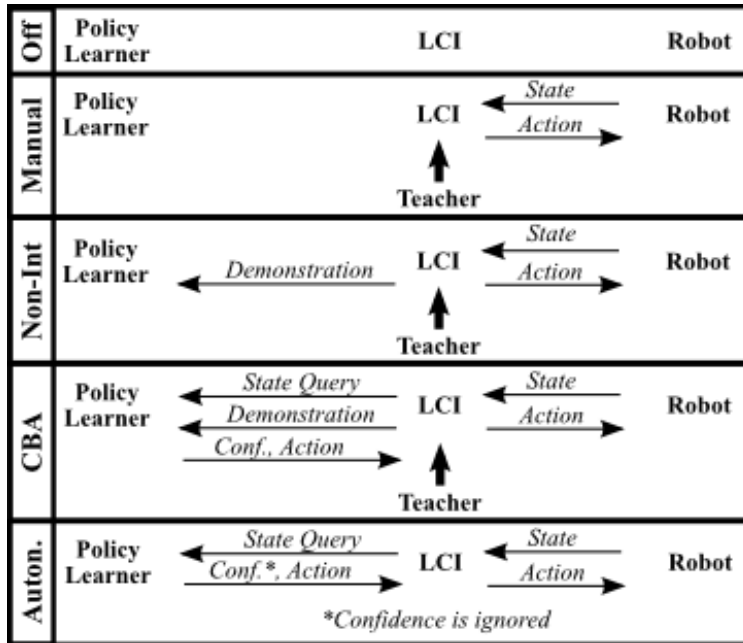 Off
Policy
Learner
LCI
Robot
Manual
Policy
Learner
LCI
State
Action
Robot
Teacher
Non-Int
Policy
Learner
Demonstration
LCI
State
Action
Robot
Teacher
CBA
Policy
Learner
State Query
Demonstration
Conf., Action
LCI
State
Action
Robot
Teacher
Auton.
Policy
Learner
State Query
Conf.*, Action
LCI
State
Action
Robot
*Confidence is ignored